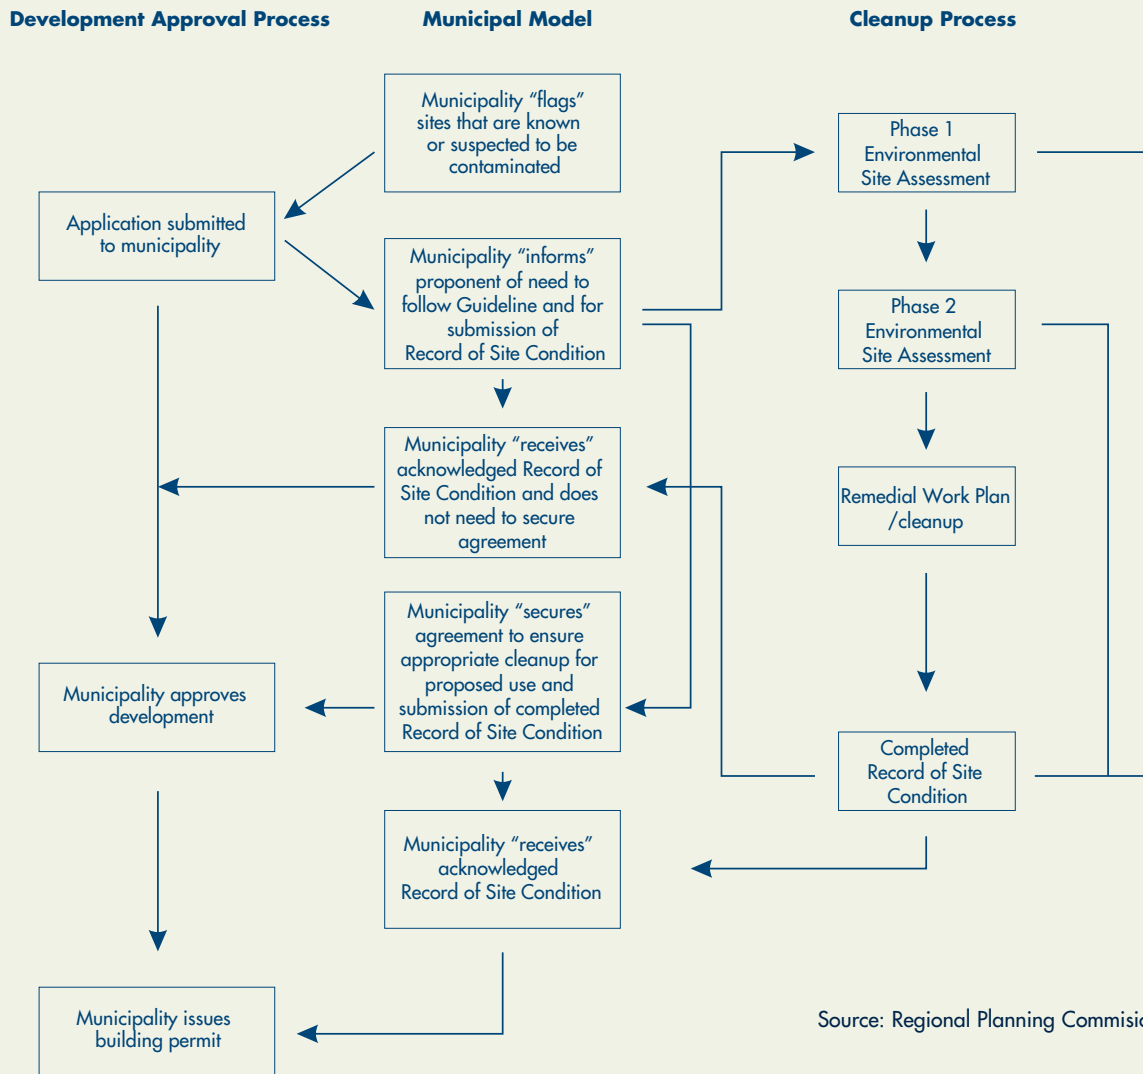 Development Approval Process
Municipal Model
Cleanup Process
Municipality “flags”
sites that are known
or suspected to be
contaminated
Phase 1
Environmental
Site Assessment
Application submitted
to municipality
Municipality “informs”
proponent of need to
follow Guideline and for
submission of
Record of Site Condition
Phase 2
Environmental
Site Assessment
Municipality “receives”
acknowledged Record of
Site Condition and does
not need to secure
agreement
Remedial Work Plan
/cleanup
Municipality “secures”
agreement to ensure
appropriate cleanup for
proposed use and
submission of completed
Record of Site Condition
Municipality approves
development
Completed
Record of Site
Condition
Municipality “receives”
acknowledged
Record of Site Condition
Municipality issues
building permit
Source: Regional Planning